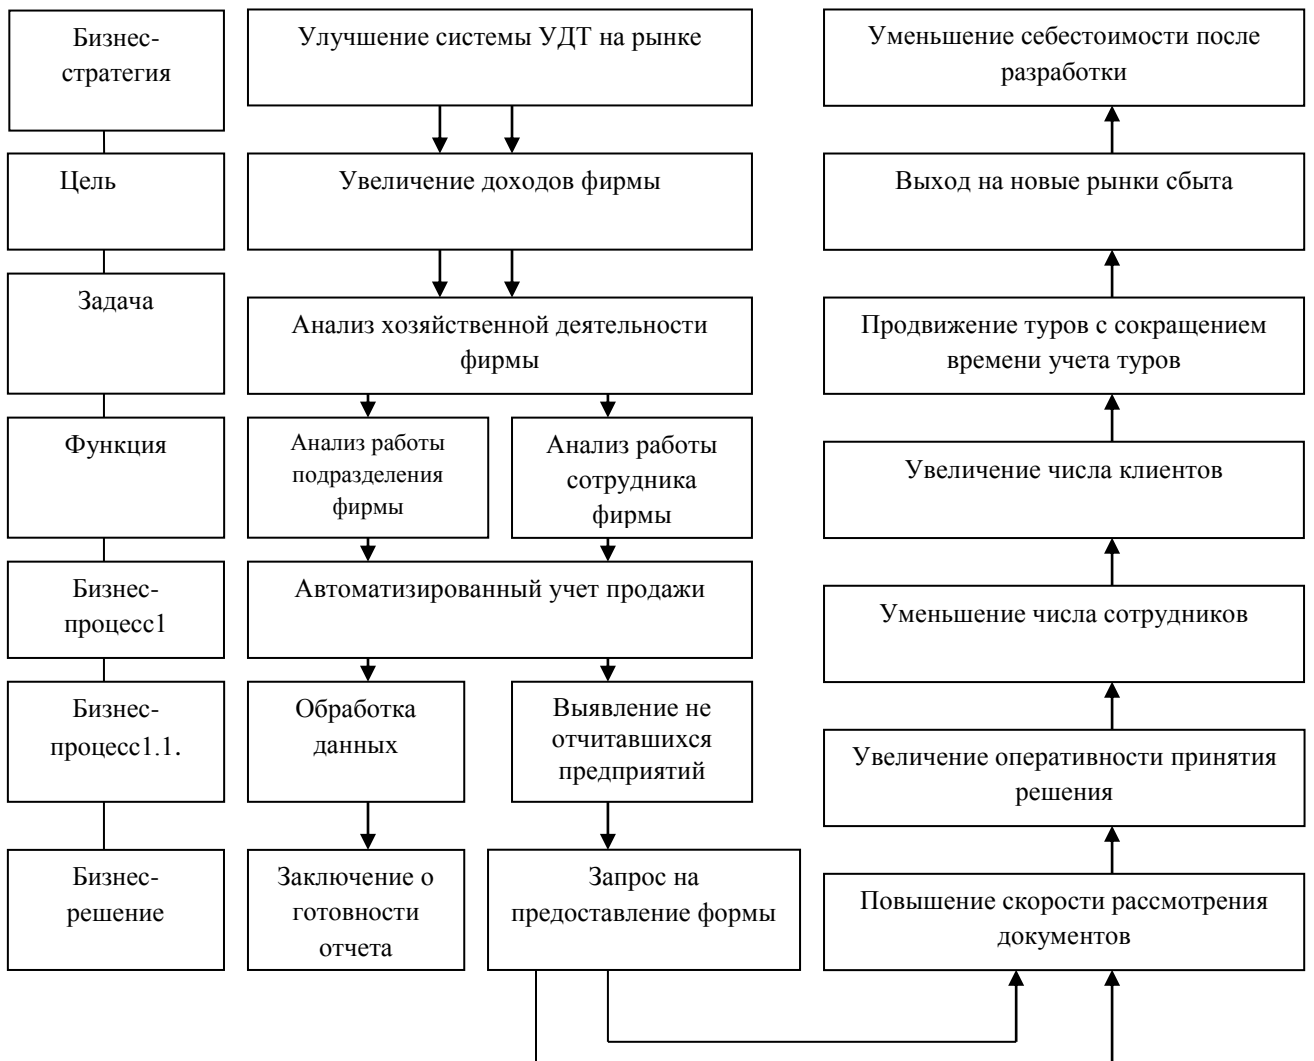 Бизнес-
стратегия
Улучшение системы УДТ на рынке
Уменьшение себестоимости после
разработки
Цель
Увеличение доходов фирмы
Выход на новые рынки сбыта
Задача
Анализ хозяйственной деятельности
фирмы
Продвижение туров с сокращением
времени учета туров
Функция
Анализ работы
подразделения
фирмы
Анализ работы
сотрудника
фирмы
Увеличение числа клиентов
Бизнес-
процесс1
Автоматизированный учет продажи
Уменьшение числа сотрудников
Бизнес-
процесс1.1.
Обработка
данных
Выявление не
отчитавшихся
предприятий
Увеличение оперативности принятия
решения
Бизнес-
решение
Заключение о
готовности
отчета
Запрос на
предоставление формы
Повышение скорости рассмотрения
документов